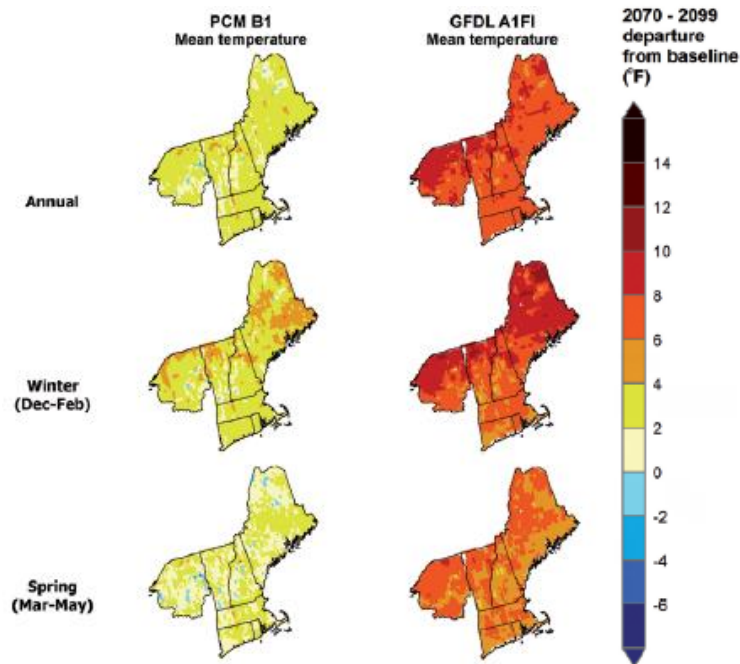 PCM B1
Mean temperature
GFDL A1FI
Mean temperature
2070 - 2099
departure
from baseline
(°F)
Annual
Winter
(Dec-Feb)
Spring
(Mar-May)
14
12
10
8
6
4
2
0
-2
-4
-6